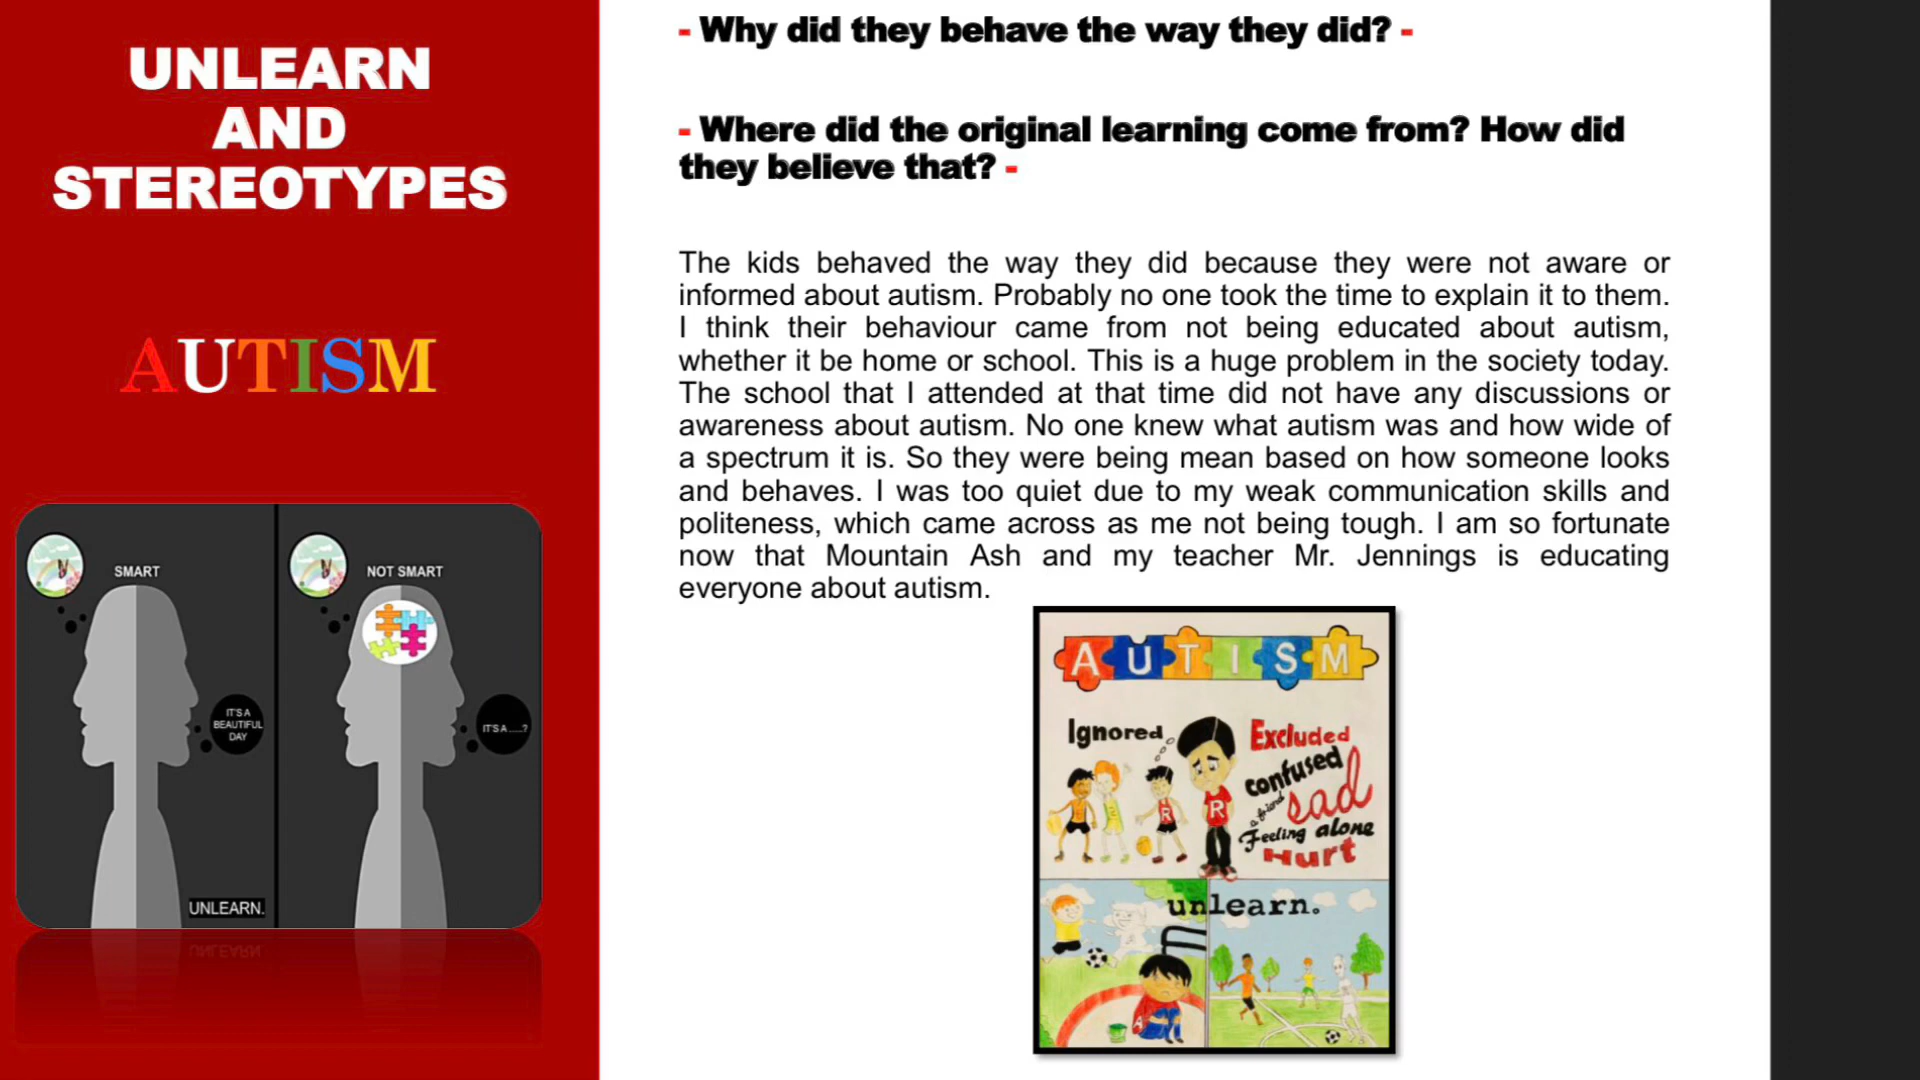 UNLEARN
AND
STEREOTYPES
AUTISM
SMART
IT'S A
BEAUTIFUL
DAY
UNLEARN.
NOT SMART
IT'S A.....?
- Why did they behave the way they did? -
- Where did the original learning come from? How did
they believe that? -
The kids behaved the way they did because they were not aware or
informed about autism. Probably no one took the time to explain it to them.
I think their behaviour came from not being educated about autism,
whether it be home or school. This is a huge problem in the society today.
The school that I attended at that time did not have any discussions or
awareness about autism. No one knew what autism was and how wide of
a spectrum it is. So they were being mean based on how someone looks
and behaves. I was too quiet due to my weak communication skills and
politeness, which came across as me not being tough. I am so fortunate
now that Mountain Ash and my teacher Mr. Jennings is educating
everyone about autism.
AUTISM
Ignored
Excluded
confused
sad
Feeling alone
Hurt
R
R
unlearn.
A